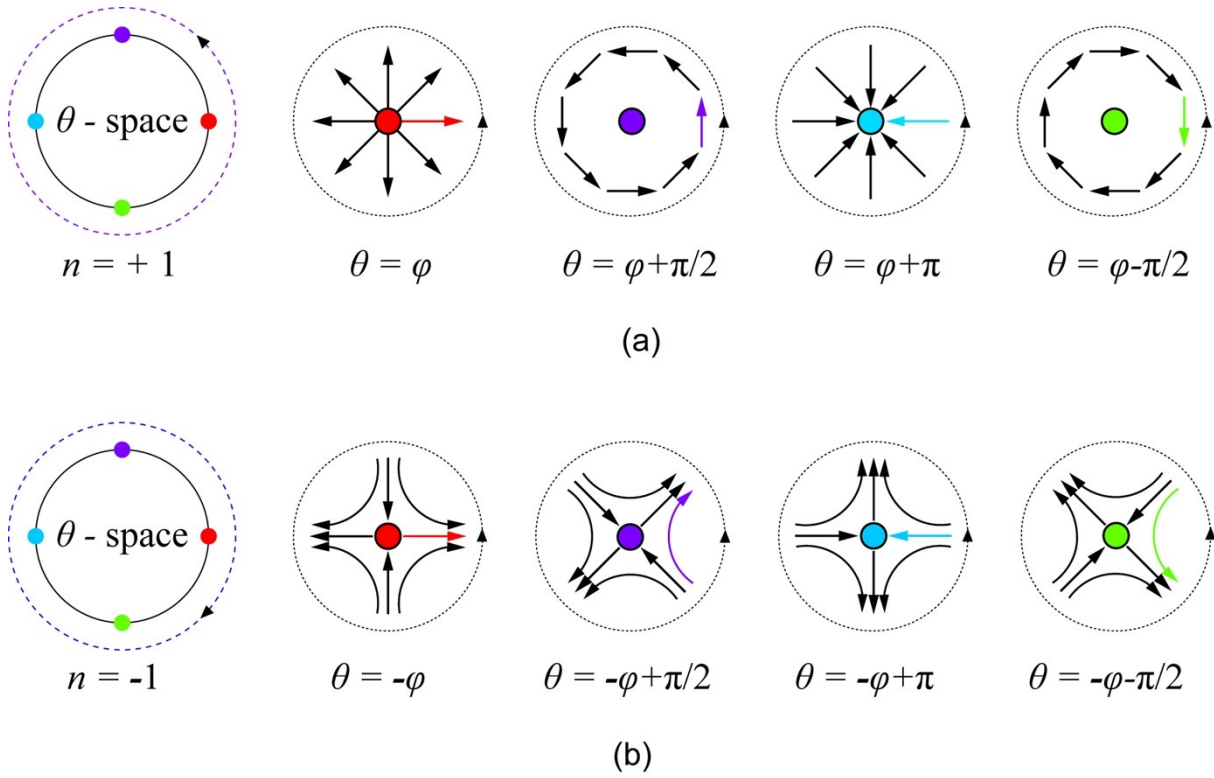 θ - space
n = + 1
θ = φ
θ = φ+π/2
θ = φ+π
θ = φ-π/2
(a)
θ - space
n = -1
θ = -φ
θ = -φ+π/2
θ = -φ+π
θ = -φ-π/2
(b)